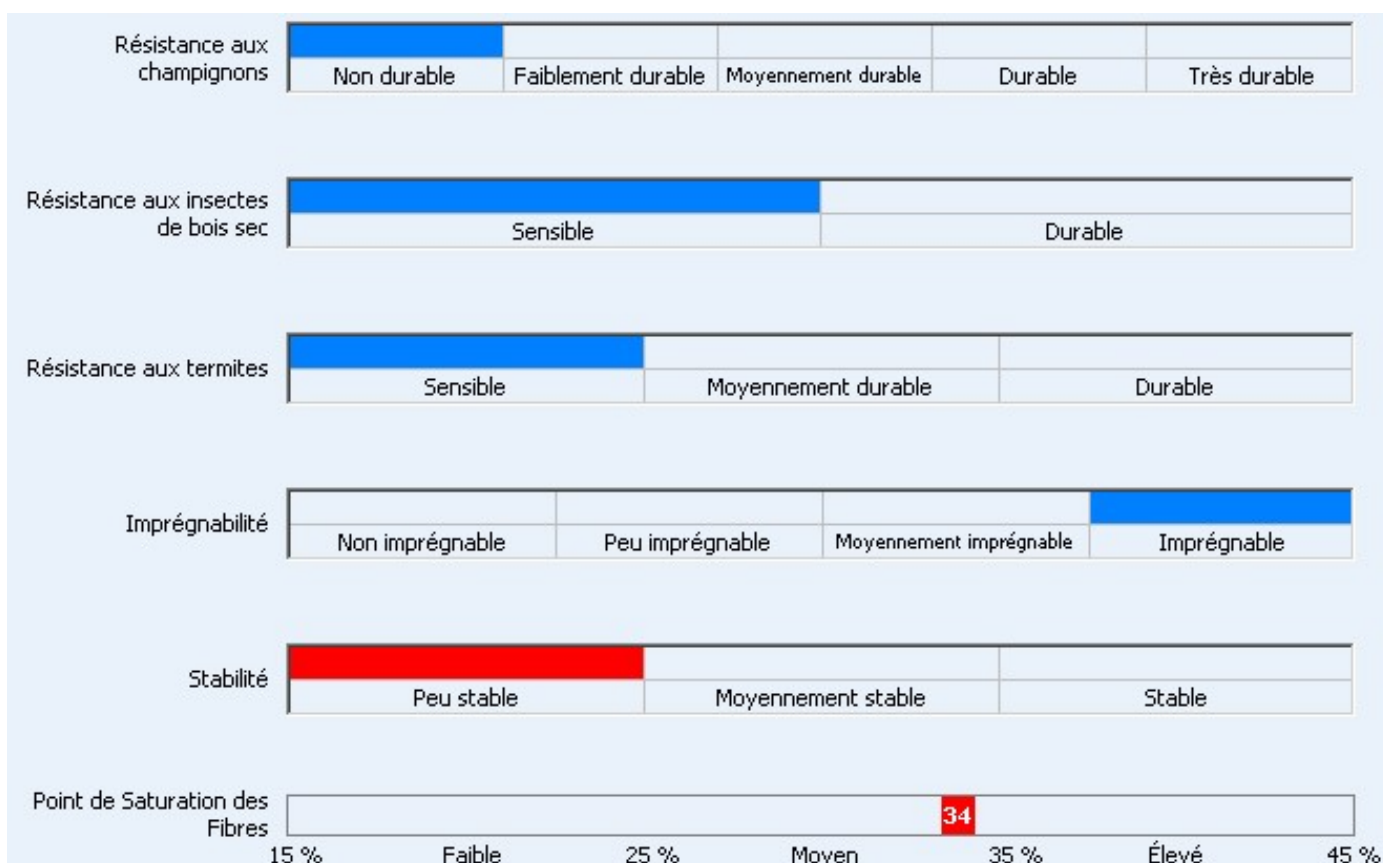 Résistance aux
champignons
Non durable Faiblement durable Moyennement durable Durable Très durable
Résistance aux insectes
de bois sec
Sensible Durable
Résistance aux termites
Sensible Moyennement durable Durable
Imprégnabilité
Non imprégnable Peu imprégnable Moyennement imprégnable Imprégnable
Stabilité
Peu stable Moyennement stable Stable
Point de Saturation des
Fibres
34
15 % Faible 25 % Moyen 35 % Élevé 45 %